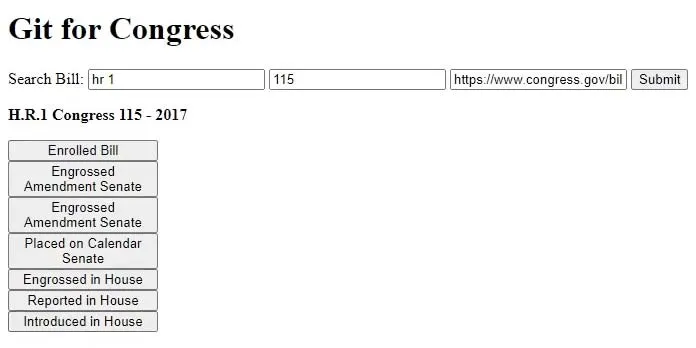 Git for Congress
Search Bill: hr 1 115 https://www.congress.gov/bil Submit
H.R.1 Congress 115 - 2017
Enrolled Bill
Engrossed
Amendment Senate
Engrossed
Amendment Senate
Placed on Calendar
Senate
Engrossed in House
Reported in House
Introduced in House